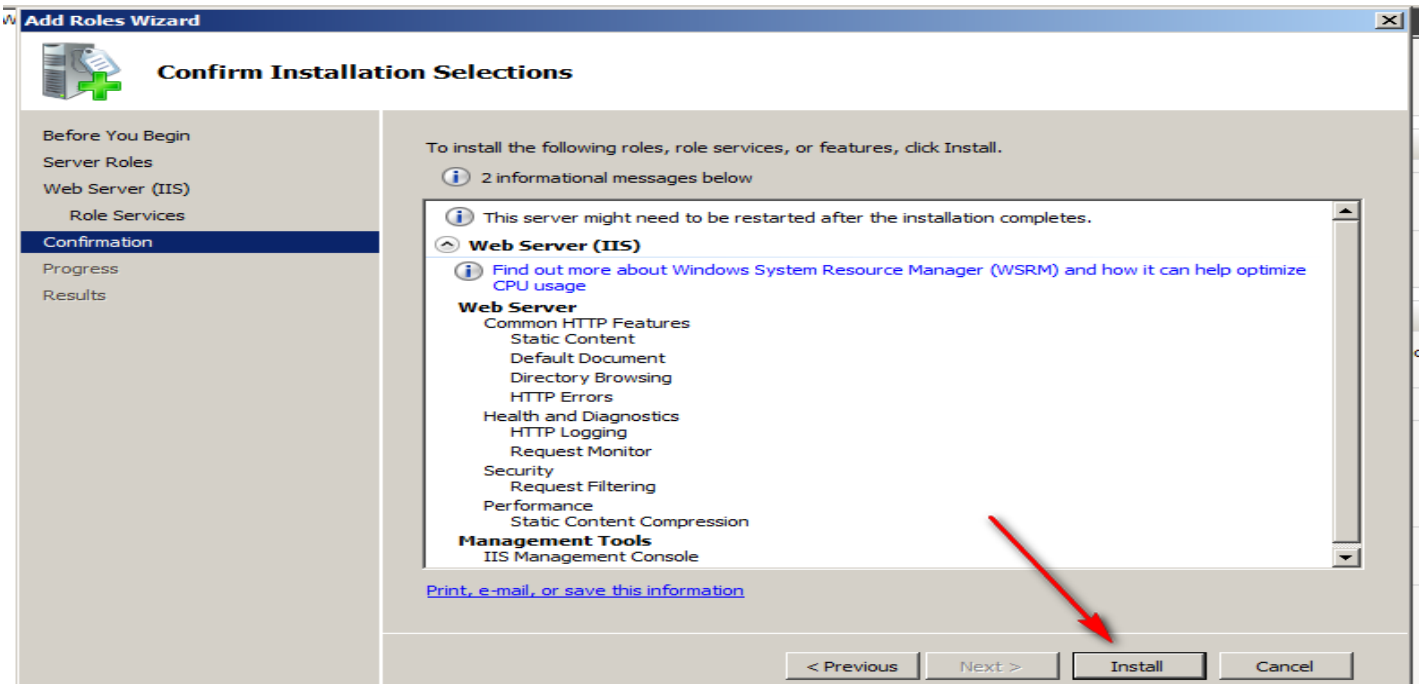 Add Roles Wizard
Confirm Installation Selections
Before You Begin
Server Roles
Web Server (IIS)
Role Services
Confirmation
Progress
Results
To install the following roles, role services, or features, click Install.
2 informational messages below
This server might need to be restarted after the installation completes.
Web Server (IIS)
Find out more about Windows System Resource Manager (WSRM) and how it can help optimize
CPU usage
Web Server
Common HTTP Features
Static Content
Default Document
Directory Browsing
HTTP Errors
Health and Diagnostics
HTTP Logging
Request Monitor
Security
Request Filtering
Performance
Static Content Compression
Management Tools
IIS Management Console
Print, e-mail, or save this information
< Previous
Next >
Install
Cancel